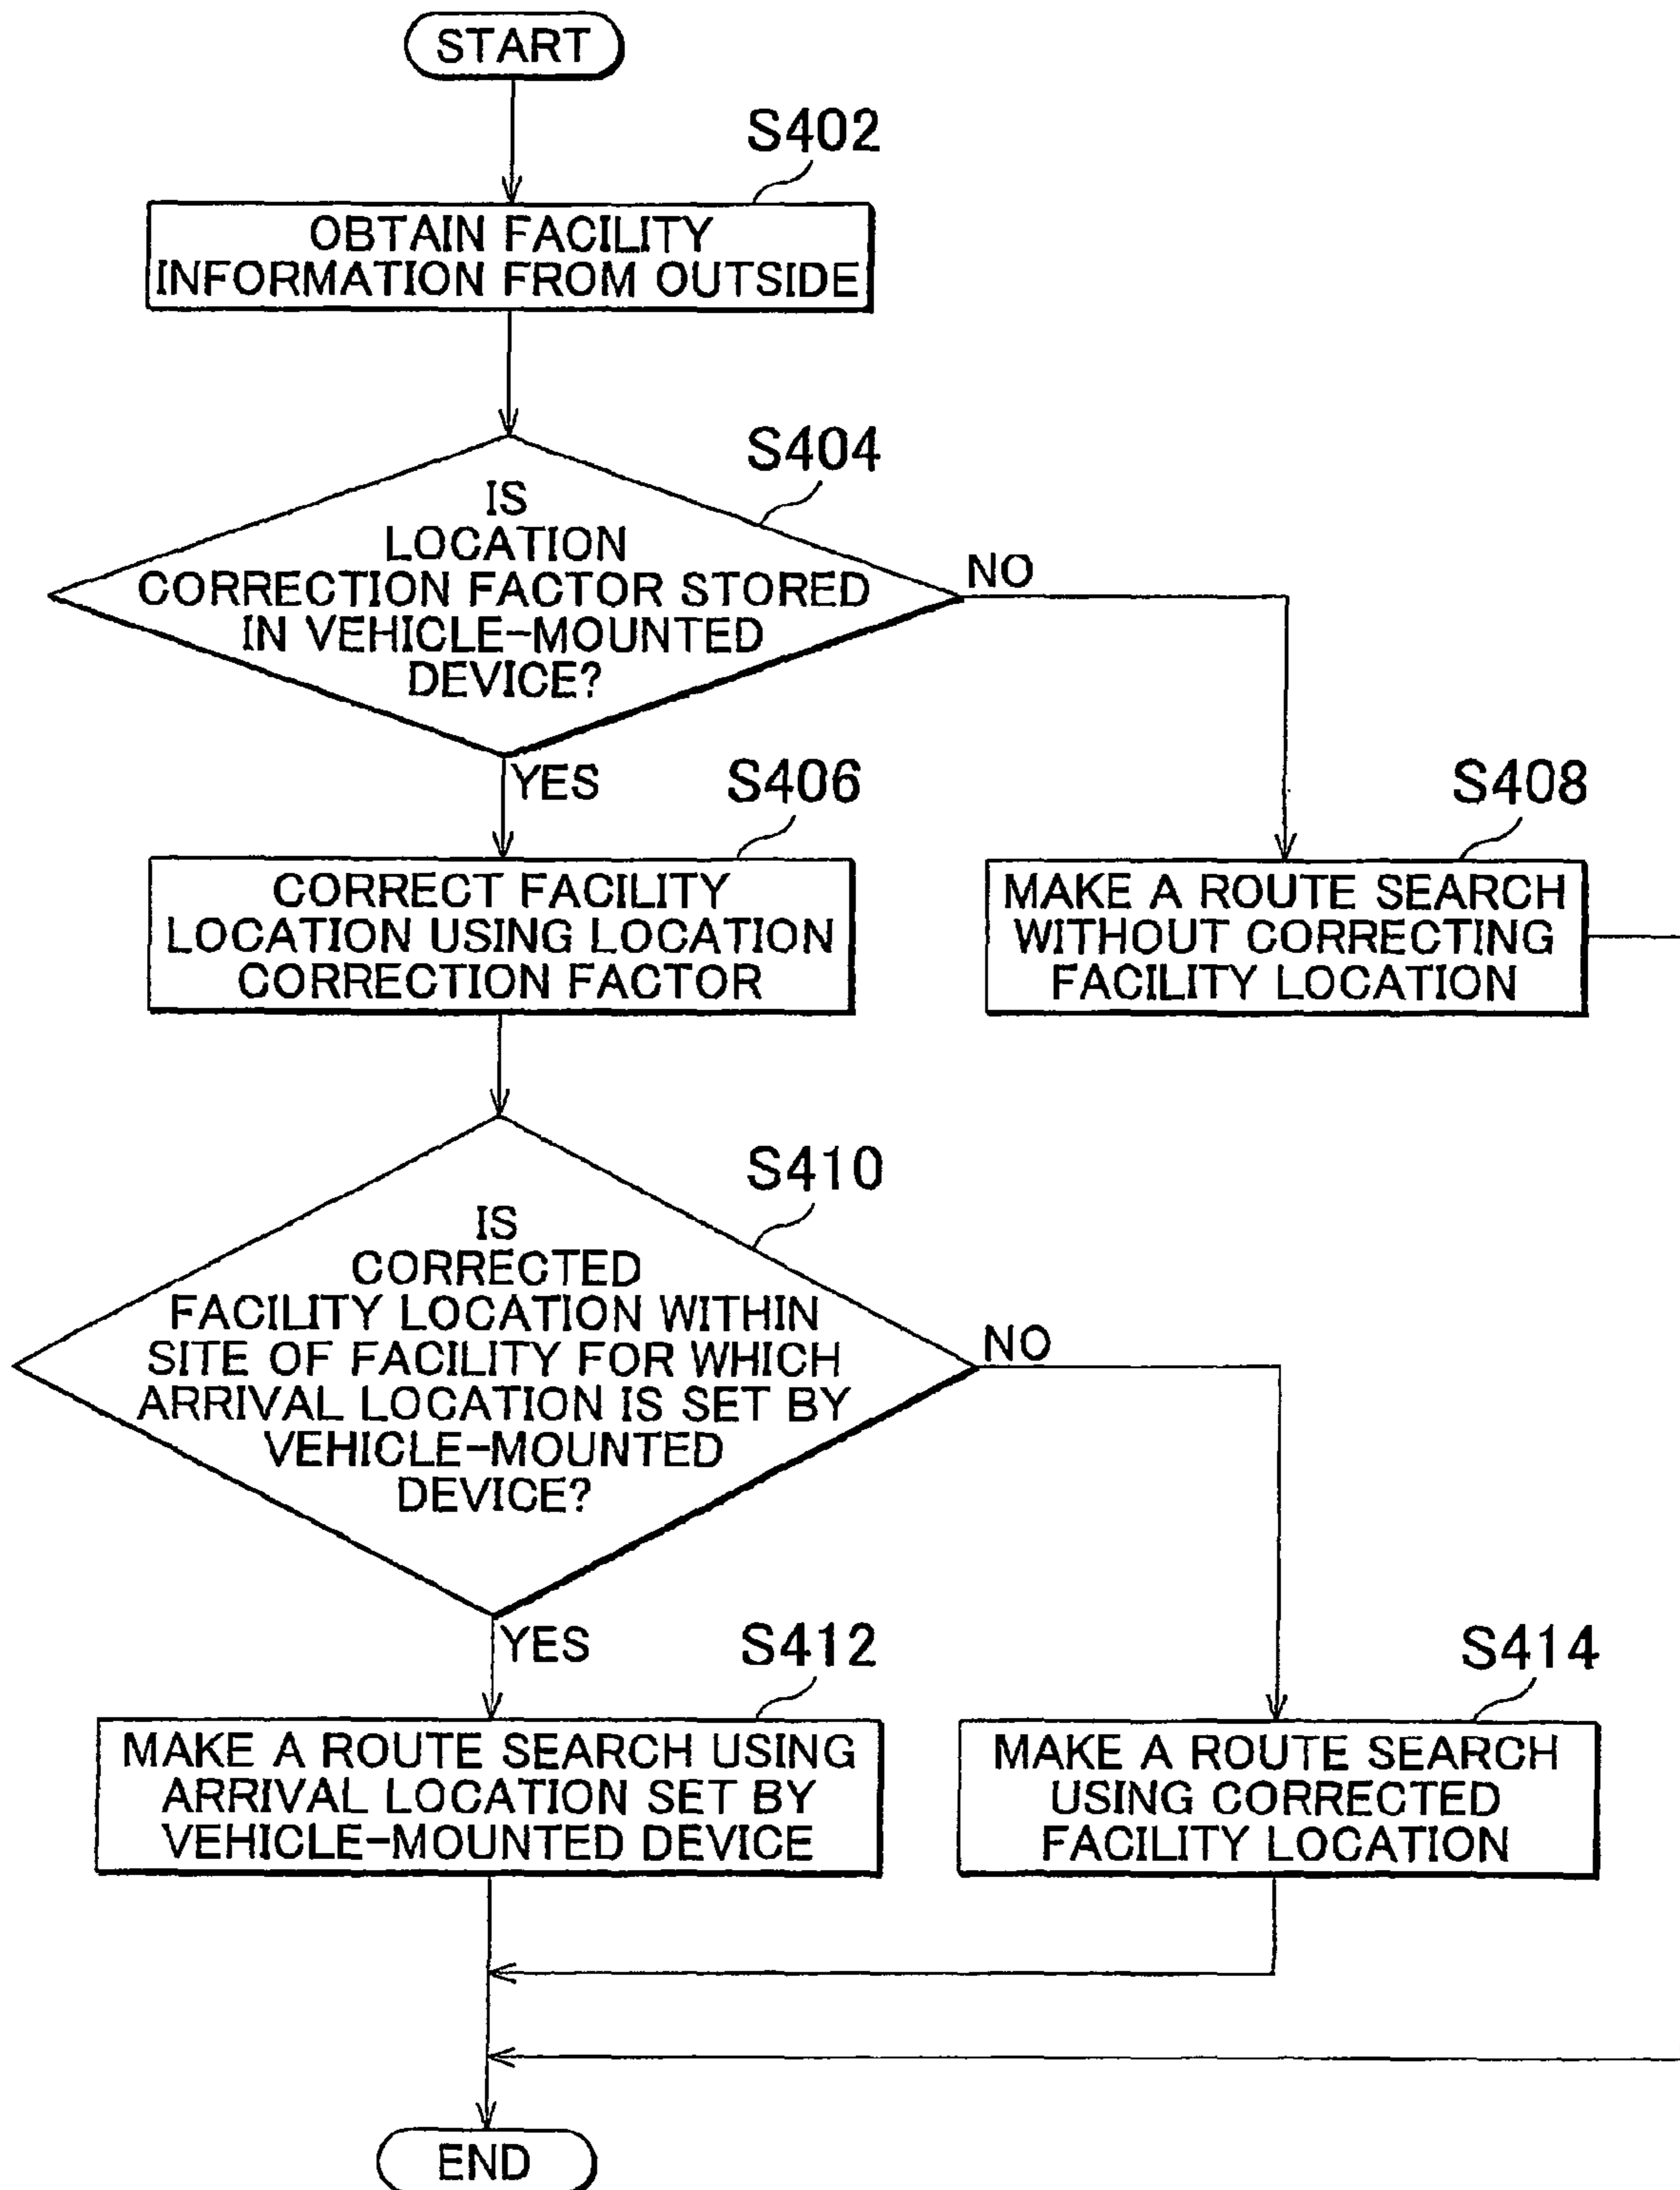 START
S402
OBTAIN FACILITY
INFORMATION FROM OUTSIDE
S404
IS
LOCATION
CORRECTION FACTOR STORED
IN VEHICLE-MOUNTED
DEVICE?
NO
YES
S406
CORRECT FACILITY
LOCATION USING LOCATION
CORRECTION FACTOR
S408
MAKE A ROUTE SEARCH
WITHOUT CORRECTING
FACILITY LOCATION
S410
IS
CORRECTED
FACILITY LOCATION WITHIN
SITE OF FACILITY FOR WHICH
ARRIVAL LOCATION IS SET BY
VEHICLE-MOUNTED
DEVICE?
NO
YES
S412
MAKE A ROUTE SEARCH USING
ARRIVAL LOCATION SET BY
VEHICLE-MOUNTED DEVICE
S414
MAKE A ROUTE SEARCH
USING CORRECTED
FACILITY LOCATION
END